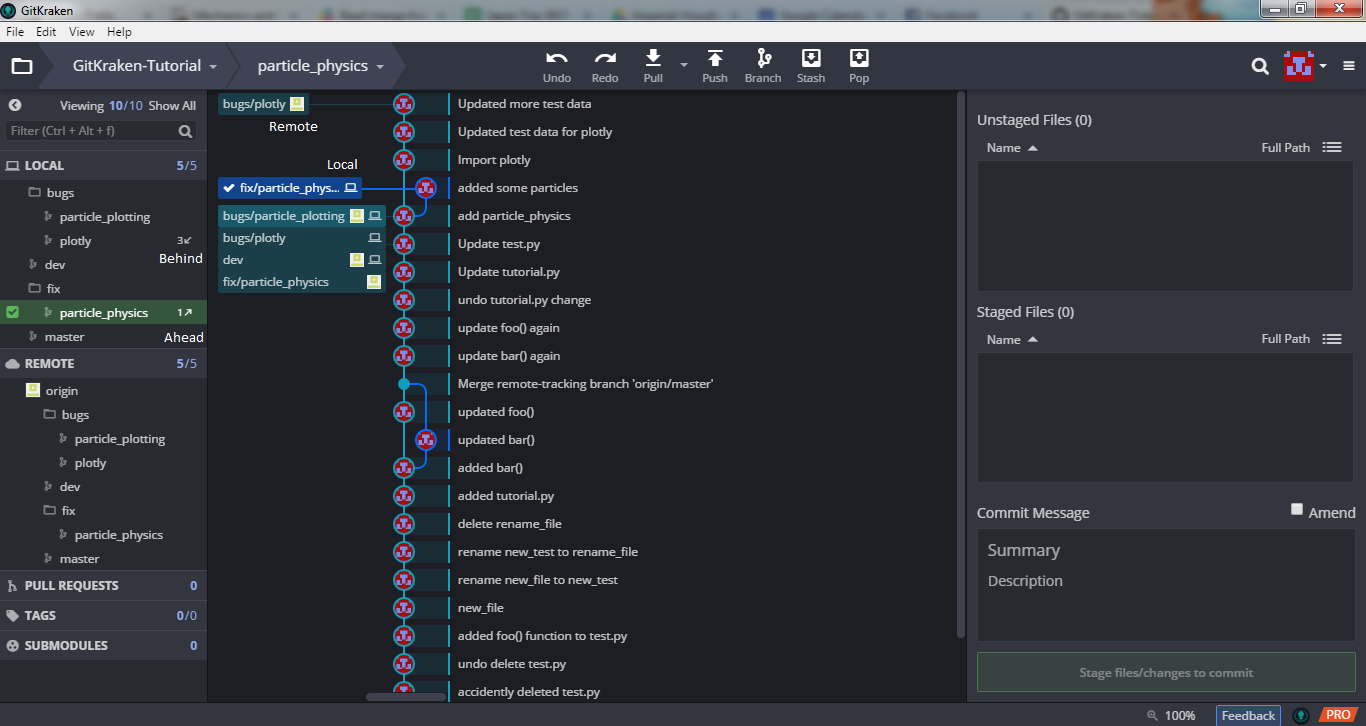 GitKraken
File Edit View Help
GitKraken-Tutorial
particle_physics
Undo Redo Pull Push Branch Stash Pop
Viewing 10/10 Show All
Filter (Ctrl + Alt + f)
LOCAL 5/5
bugs
particle_plotting
plotly 3
Behind
dev
fix
particle_physics 1
Ahead
master
REMOTE 5/5
origin
bugs
particle_plotting
plotly
dev
fix
particle_physics
master
PULL REQUESTS 0
TAGS 0/0
SUBMODULES 0
bugs/plotly
Remote
Local
fix/particle_phys...
bugs/particle_plotting
bugs/plotly
dev
fix/particle_physics
Updated more test data
Updated test data for plotly
Import plotly
added some particles
add particle_physics
Update test.py
Update tutorial.py
undo tutorial.py change
update foo() again
update bar() again
Merge remote-tracking branch 'origin/master'
updated foo()
updated bar()
added bar()
added tutorial.py
delete rename_file
rename new_test to rename_file
rename new_file to new_test
new_file
added foo() function to test.py
undo delete test.py
accidently deleted test.py
Unstaged Files (0)
Name Full Path
Staged Files (0)
Name Full Path
Commit Message Amend
Summary
Description
Stage files/changes to commit
100% Feedback PRO